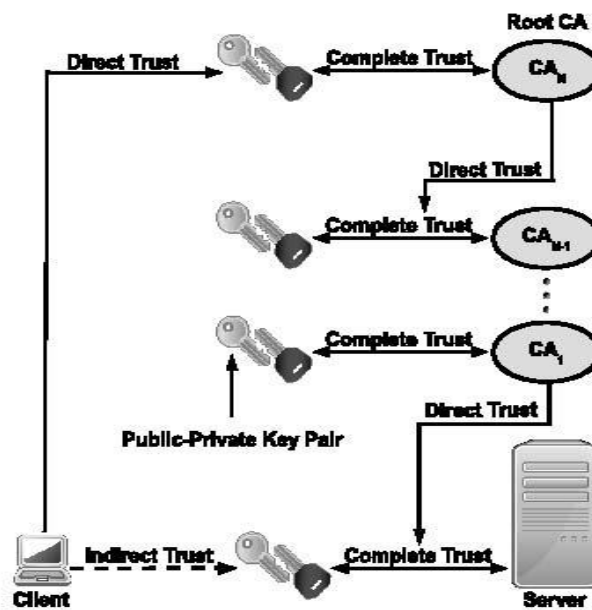 Root CA
Direct Trust
Complete Trust
CA_N
Direct Trust
Complete Trust
CA_N-1
Complete Trust
CA_1
Direct Trust
Public-Private Key Pair
Indirect Trust
Complete Trust
Client
Server